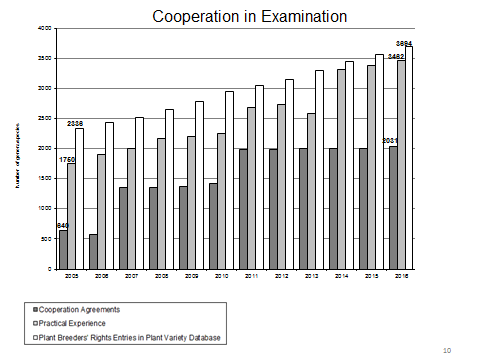 Cooperation in Examination
Number of genera/species
4000
3500
3000
2500
2000
1500
1000
500
0
640
1750
2336
2031
3462
3694
2005 2006 2007 2008 2009 2010 2011 2012 2013 2014 2015 2016
Cooperation Agreements
Practical Experience
Plant Breeders' Rights Entries in Plant Variety Database
10